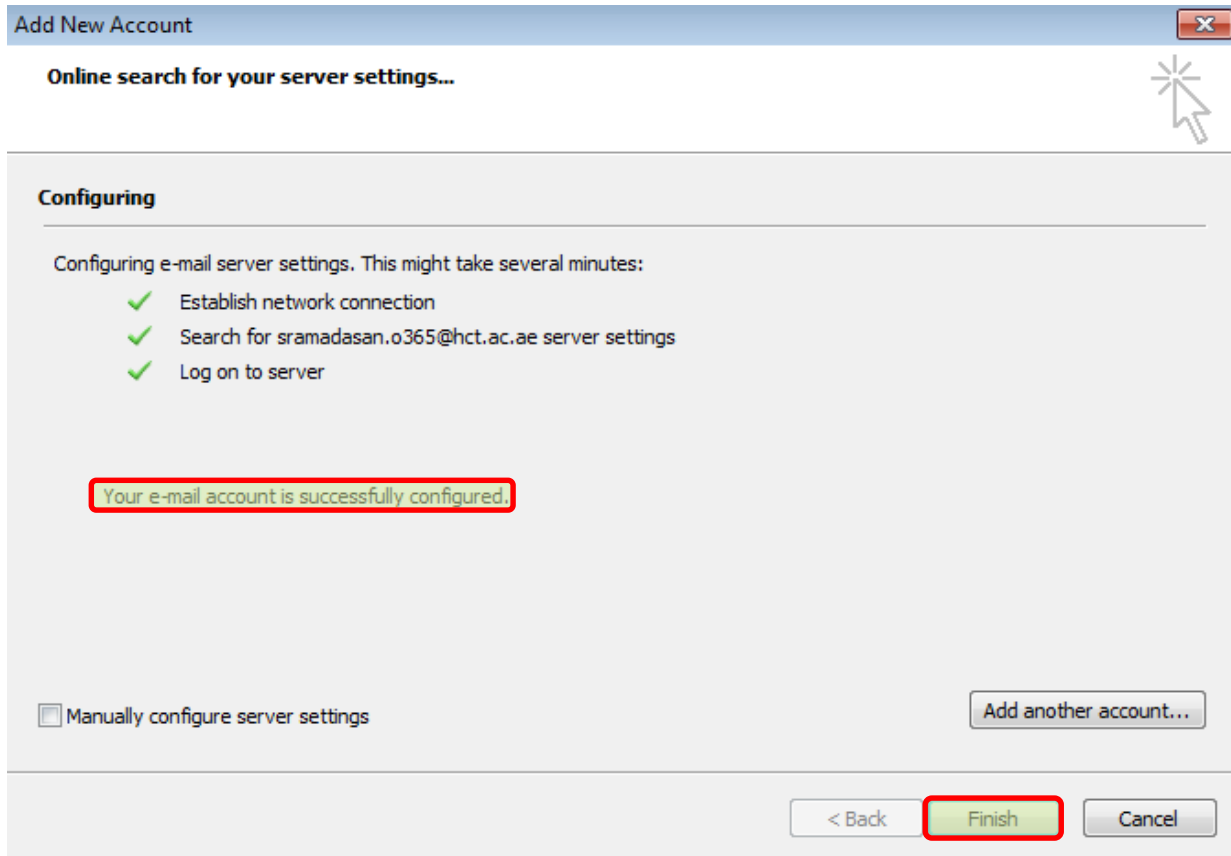 Add New Account
Online search for your server settings...
Configuring
Configuring e-mail server settings. This might take several minutes:
Establish network connection
Search for sramadasan.o365@hct.ac.ae server settings
Log on to server
Your e-mail account is successfully configured.
Manually configure server settings
Add another account...
< Back
Finish
Cancel